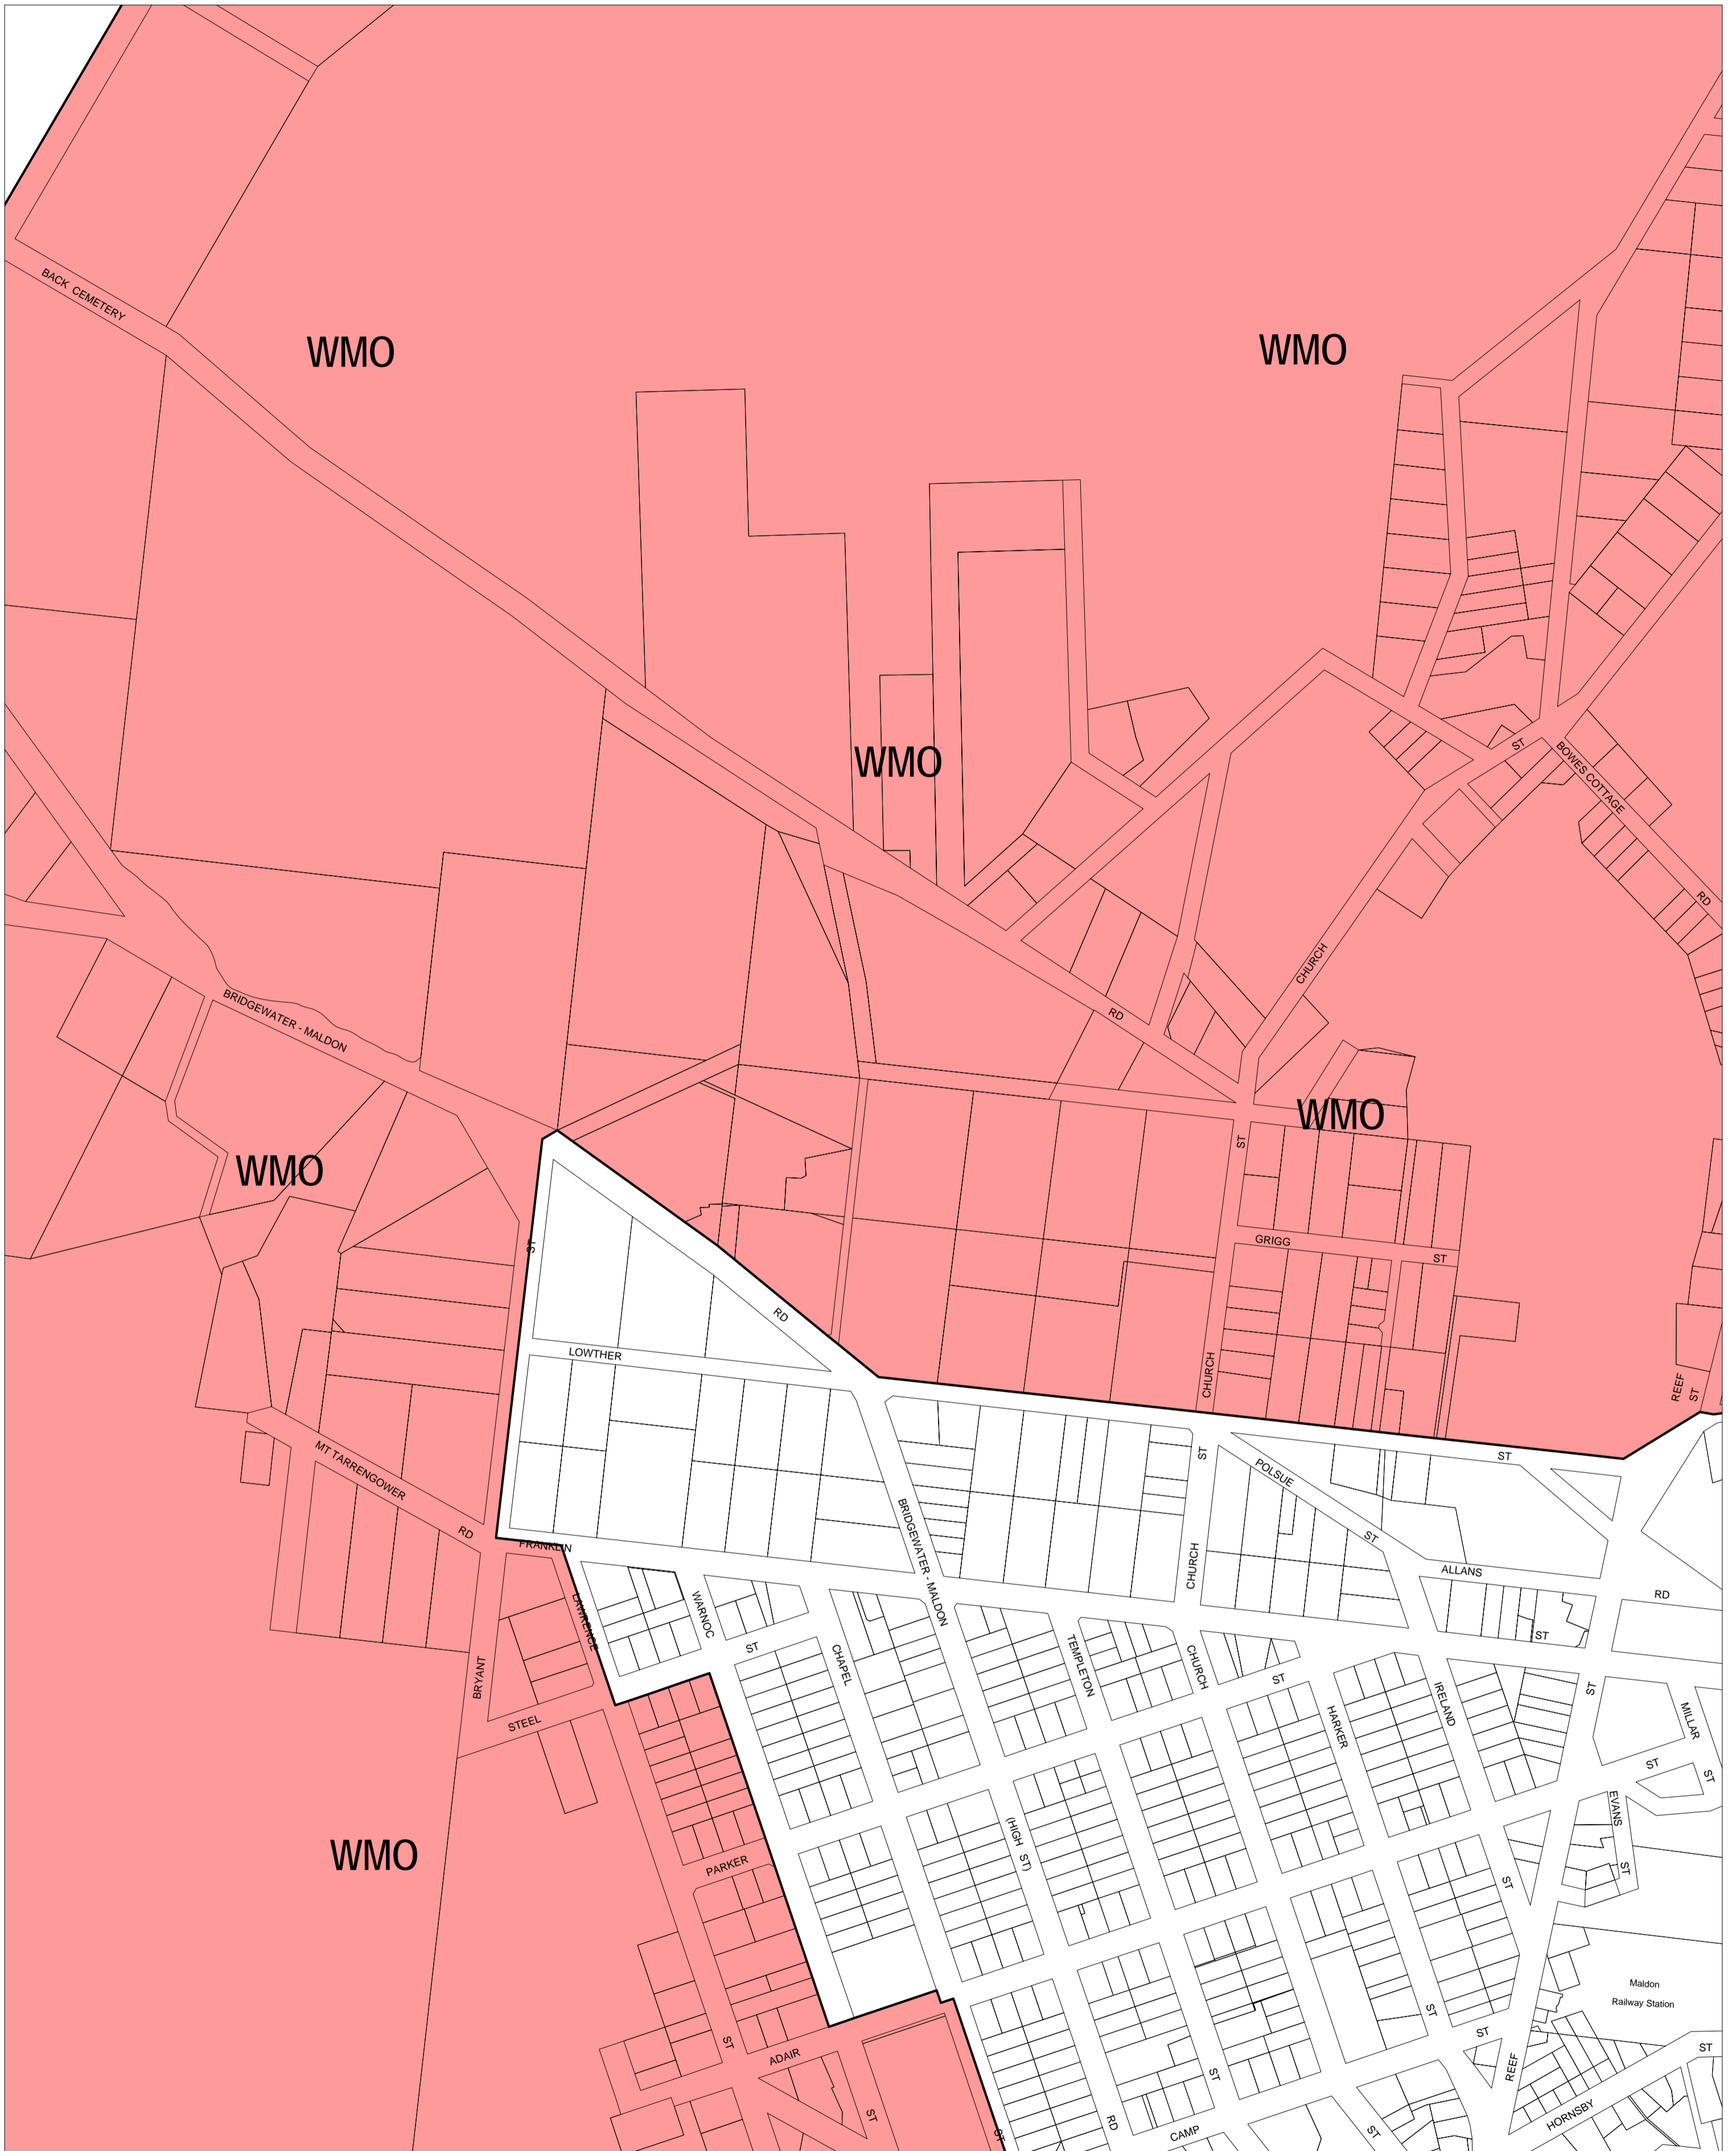 BACK CEMETERY
WMO
WMO
WMO
ST
BOWES COTTAGE
RD
CHURCH
BRIDGEWATER - MALDON
RD
WMO
WMO
ST
ST
GRIGG
ST
RD
LOWTHER
CHURCH
REEF
ST
MT TARRENGOWER
RD
ST
POLSUE
ST
ST
BRIDGEWATER - MALDON
FRANKLIN
CHURCH
ALLANS
RD
LAWRENCE
WARNOC
ST
CHAPEL
TEMPLETON
CHURCH
ST
ST
BRYANT
STEEL
HARKER
IRELAND
ST
MILLAR
ST
ST
WMO
(HIGH ST)
EVANS
ST
PARKER
ST
Maldon
Railway Station
ST
ST
ADAIR
ST
ST
REEF
ST
ST
ST
RD
CAMP
ST
HORNSBY